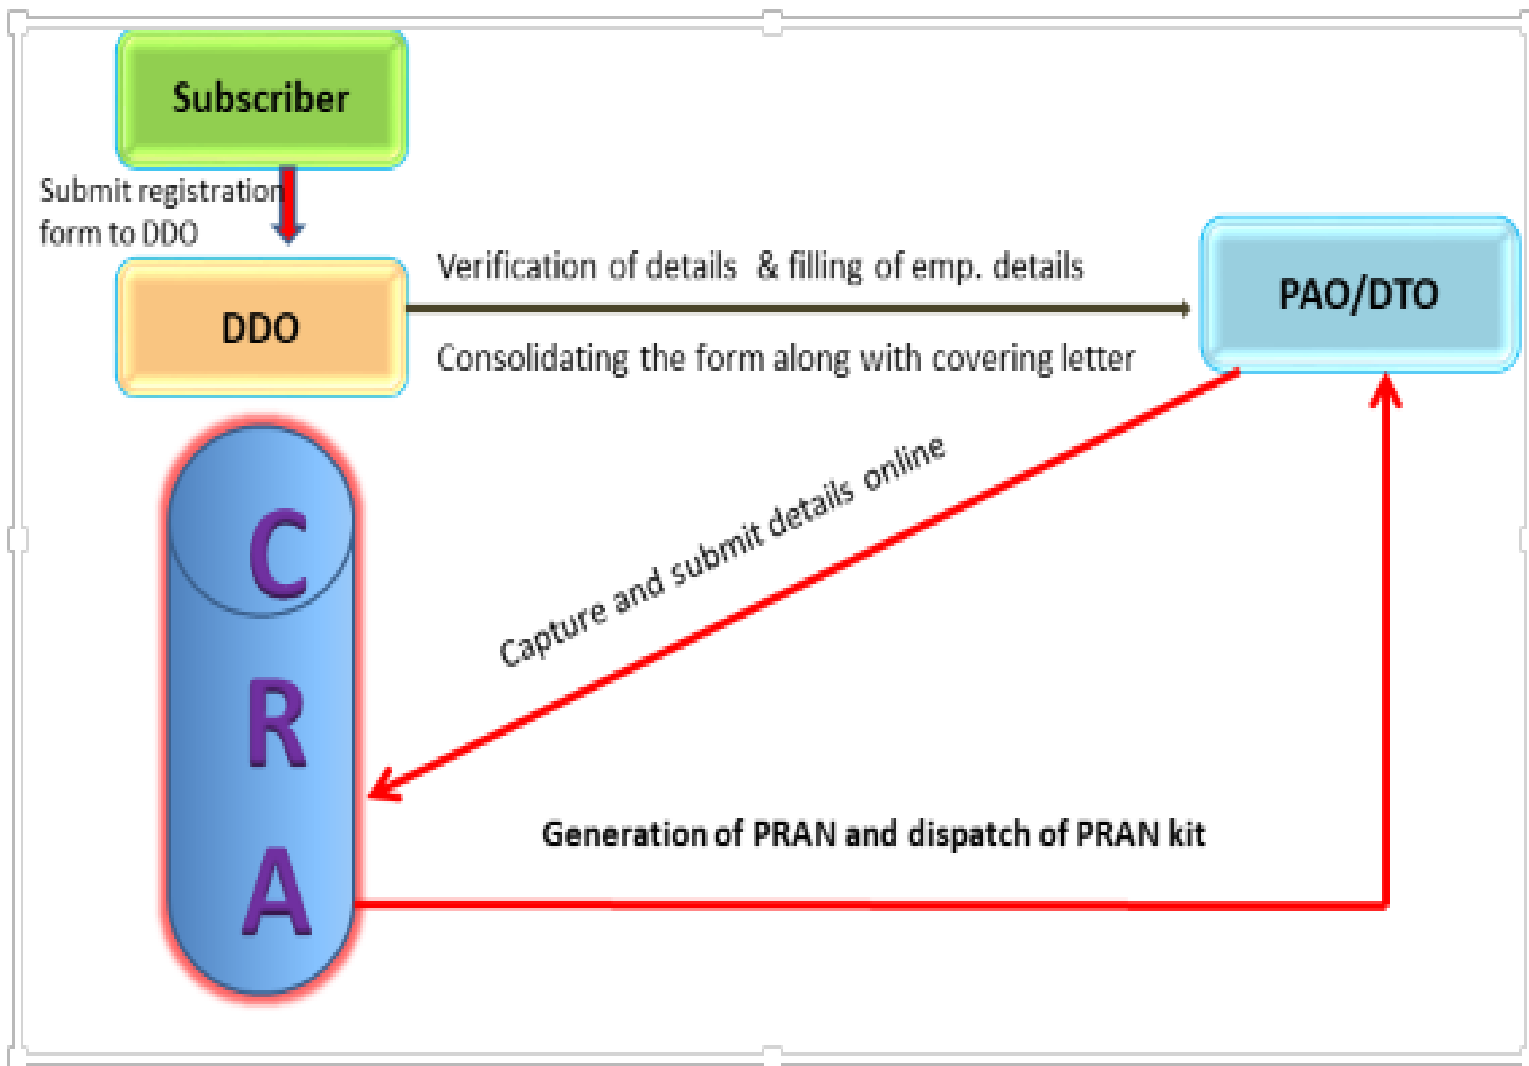 Subscriber
Submit registration
form to DDO
DDO
Verification of details & filling of emp. details
Consolidating the form along with covering letter
PAO/DTO
Capture and submit details online
C
R
A
Generation of PRAN and dispatch of PRAN kit